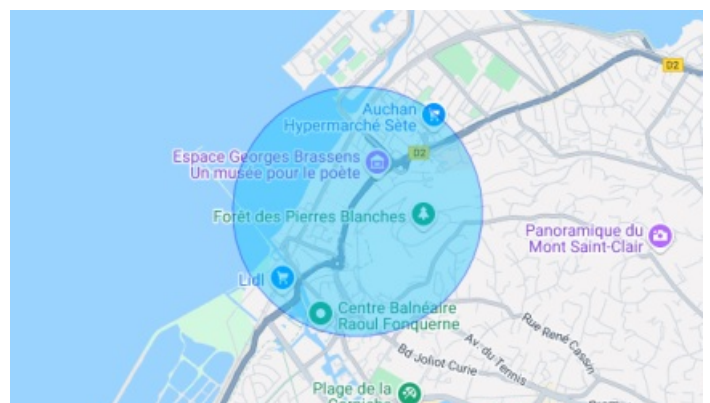 D2
Auchan
Hypermarché Sète
D2
Espace Georges Brassens
Un musée pour le poète
Forêt des Pierres Blanches
Panoramique du
Mont Saint-Clair
Lidl
Centre Balnéaire
Raoul Fonquerne
Rue René Cassin
Av. du Tennis
Bd Joliot Curie
Plage de la
Corniche